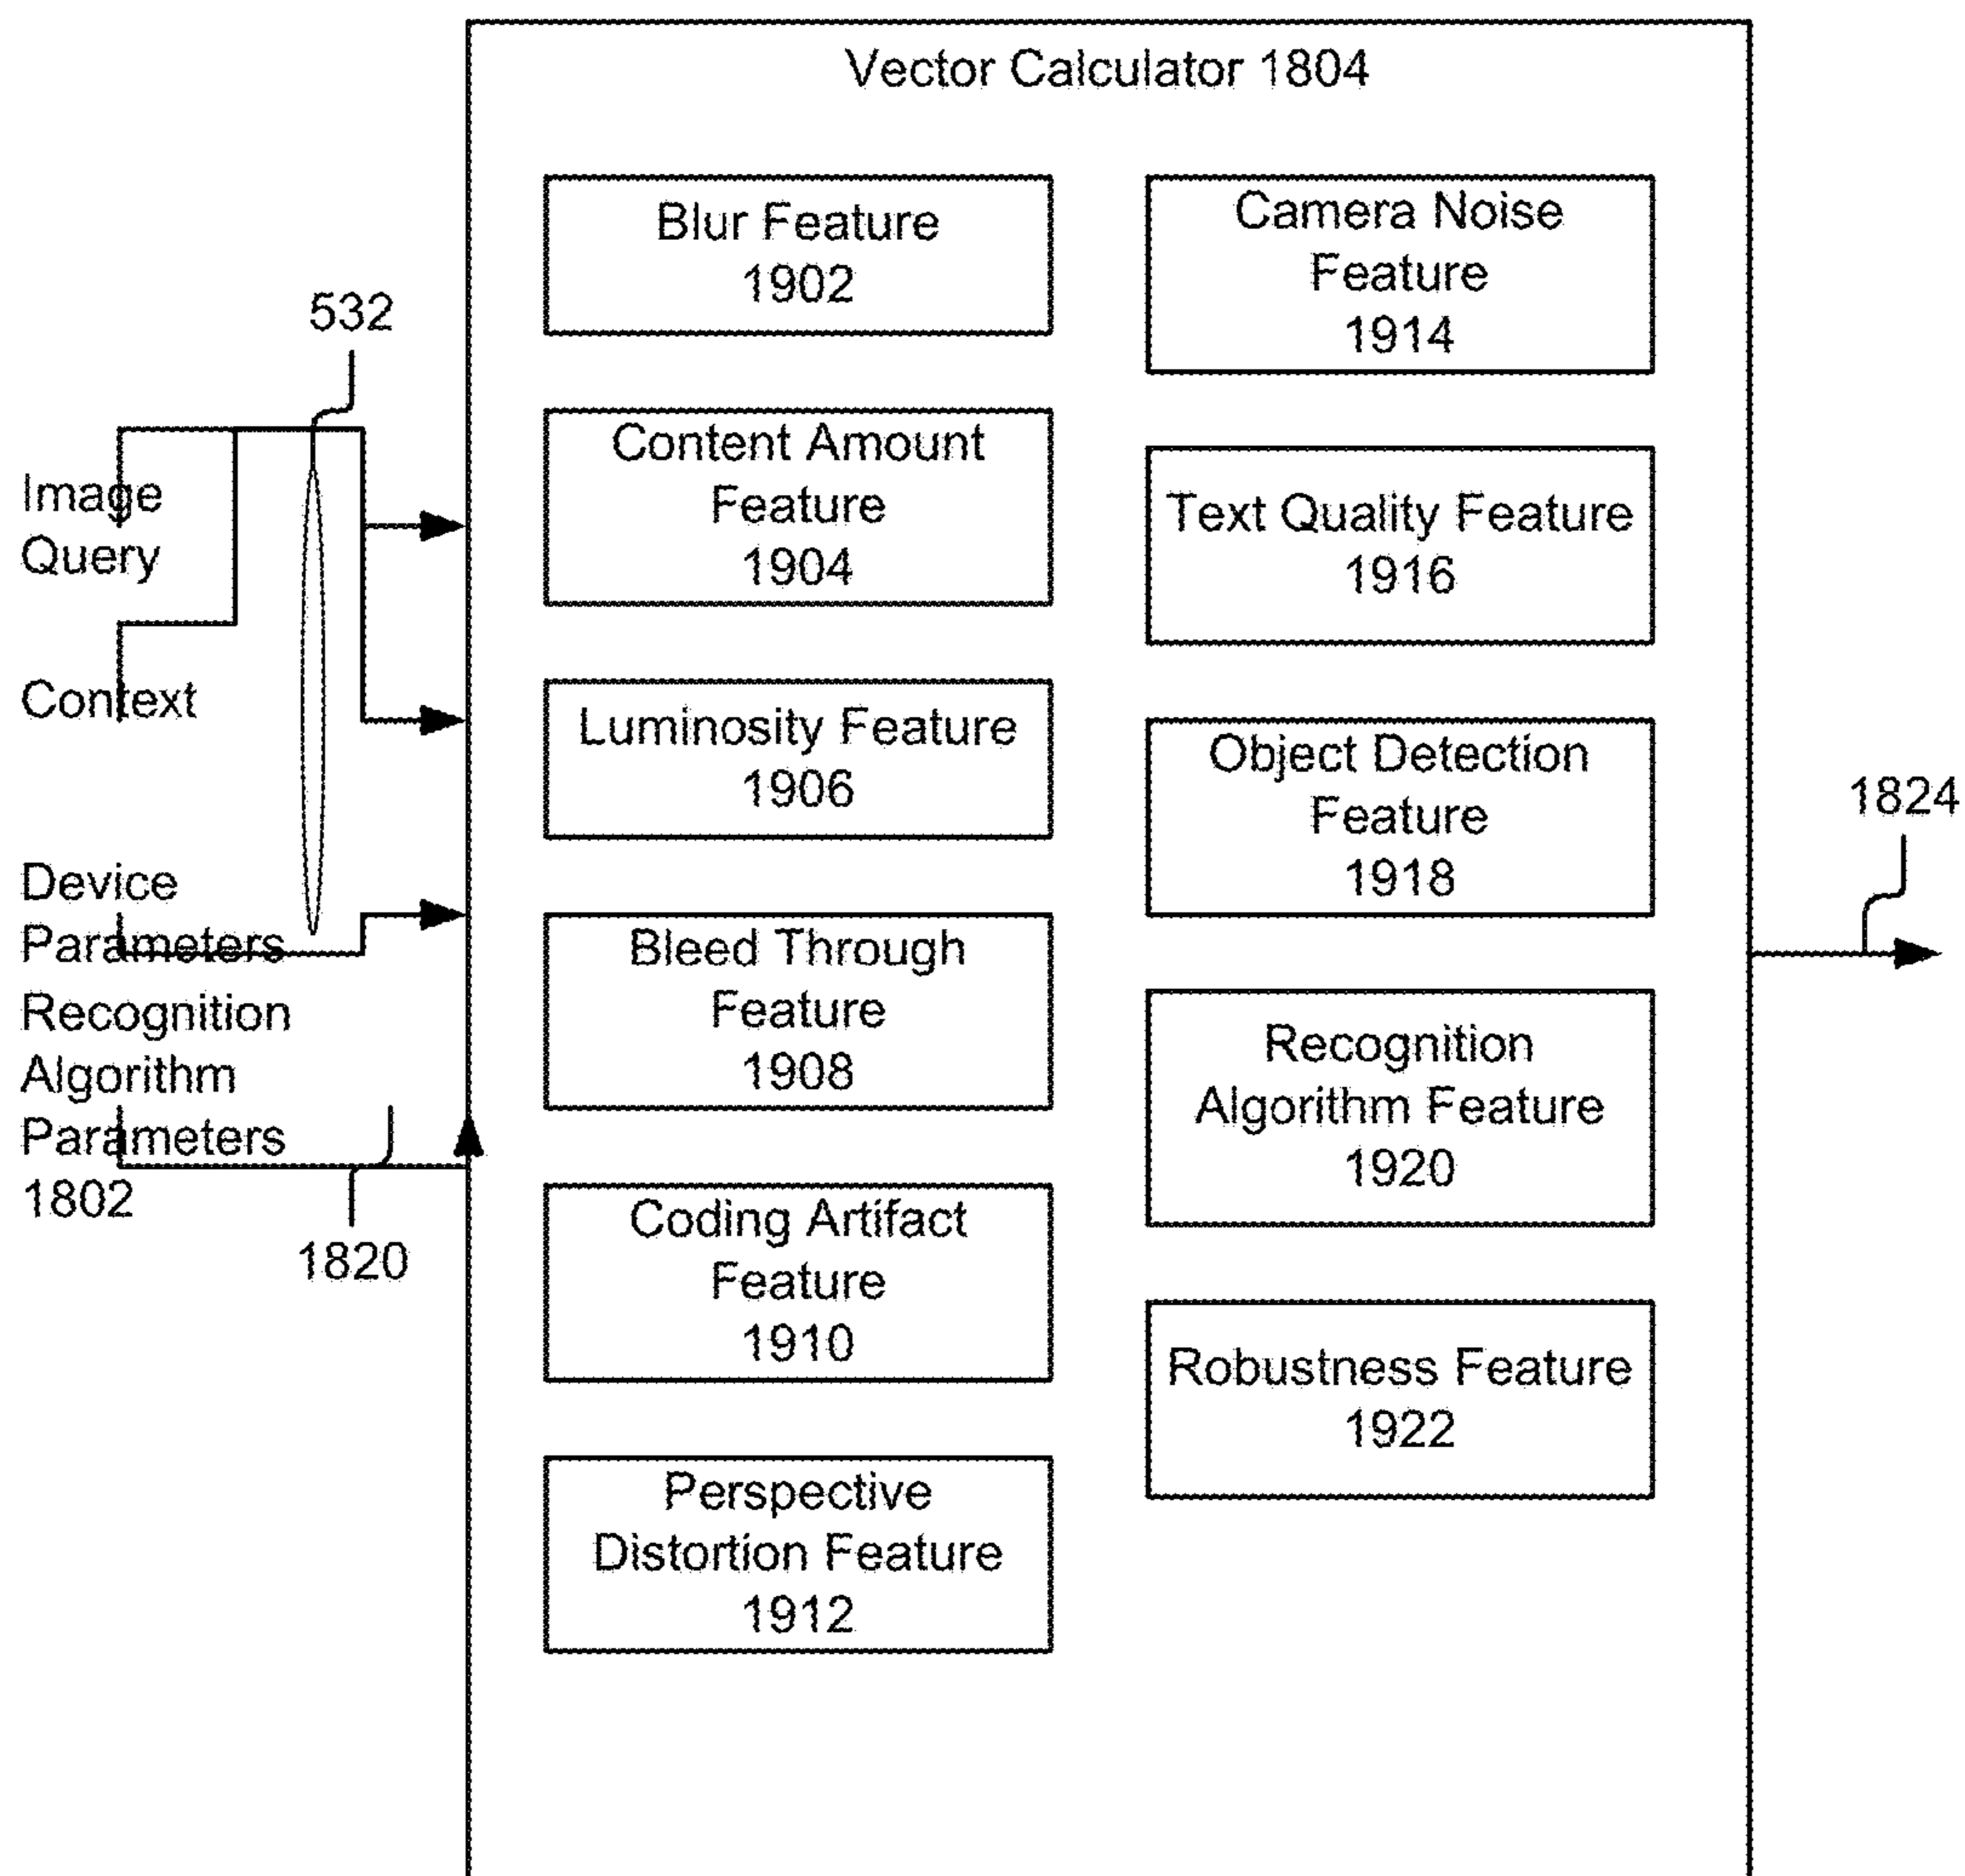 Vector Calculator 1804
532
Image
Query
Context
Device
Parameters
Recognition
Algorithm
Parameters
1802
1820
Blur Feature
1902
Content Amount
Feature
1904
Luminosity Feature
1906
Bleed Through
Feature
1908
Coding Artifact
Feature
1910
Perspective
Distortion Feature
1912
Camera Noise
Feature
1914
Text Quality Feature
1916
Object Detection
Feature
1918
Recognition
Algorithm Feature
1920
Robustness Feature
1922
1824